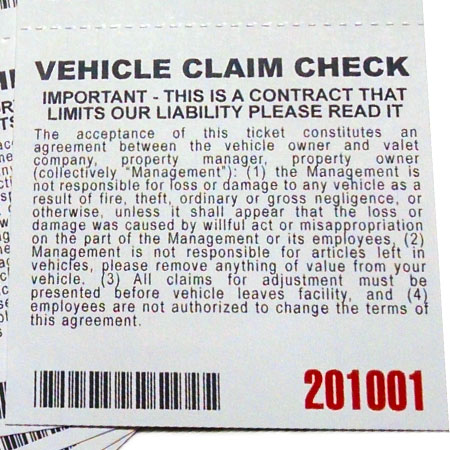 VEHICLE CLAIM CHECK
IMPORTANT - THIS IS A CONTRACT THAT
LIMITS OUR LIABILITY PLEASE READ IT
The acceptance of this ticket constitutes an
agreement between the vehicle owner and valet
company, property manager, property owner
(collectively "Management"): (1) the Management is
not responsible for loss or damage to any vehicle as a
result of fire, theft, ordinary or gross negligence, or
otherwise, unless it shall appear that the loss or
damage was caused by willful act or misappropriation
on the part of the Management or its employees, (2)
Management is not responsible for articles left in
vehicles, please remove anything of value from your
vehicle. (3) All claims for adjustment must be
presented before vehicle leaves facility, and (4)
employees are not authorized to change the terms of
this agreement.
201001